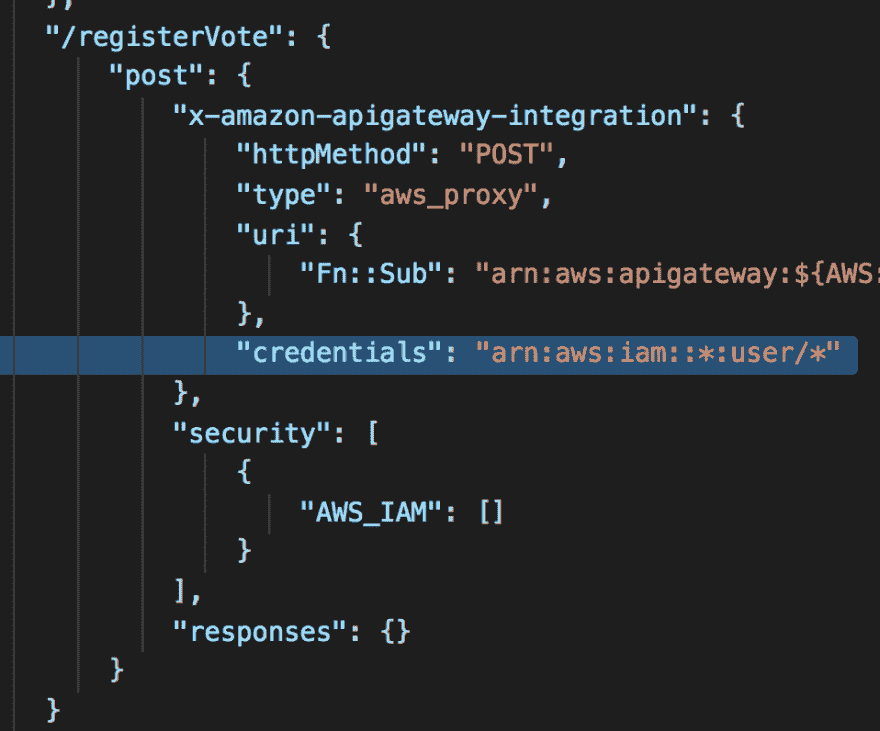 },
"/registerVote": {
"post": {
"x-amazon-apigateway-integration": {
"httpMethod": "POST",
"type": "aws_proxy",
"uri": {
"Fn::Sub": "arn:aws:apigateway:${AWS:
},
"credentials": "arn:aws:iam::*:user/*"
},
"security": [
{
"AWS_IAM": []
}
],
"responses": {}
}
}